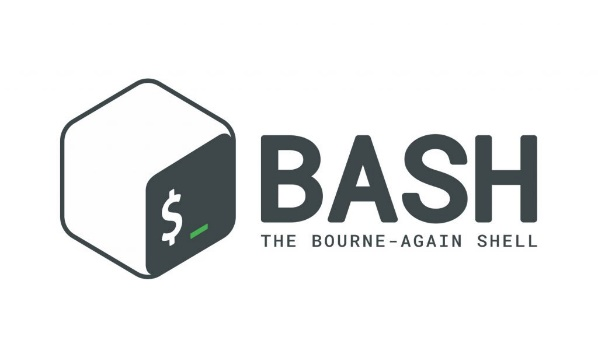 $_
BASH
THE BOURNE-AGAIN SHELL